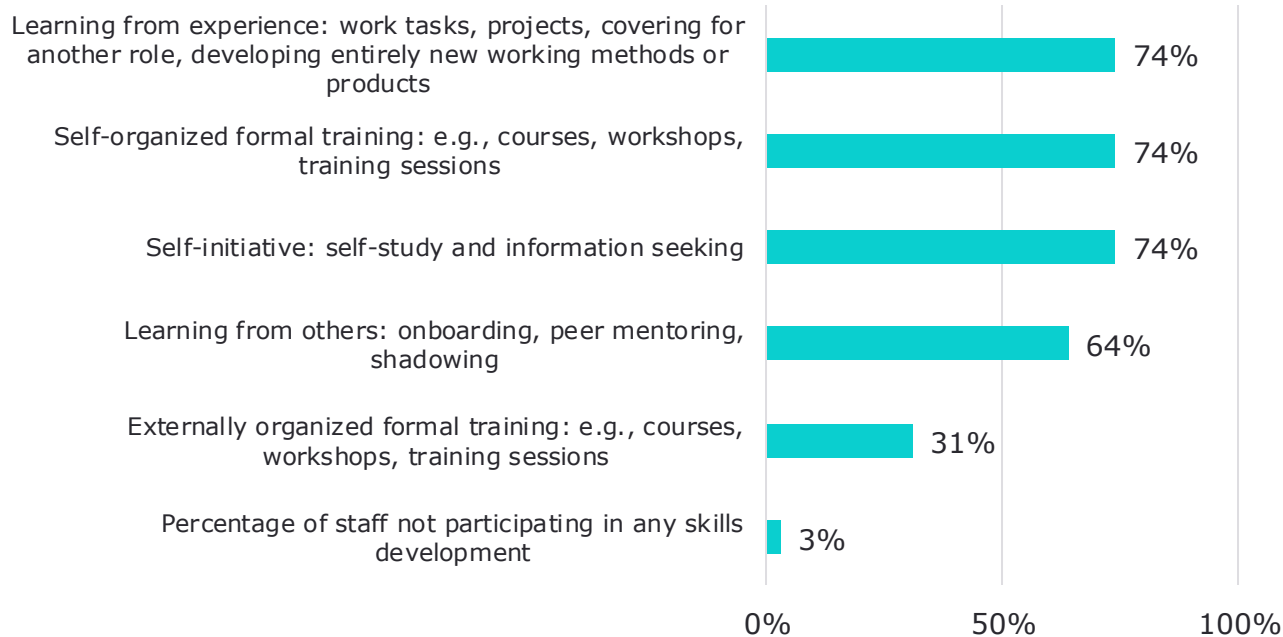 Learning from experience: work tasks, projects, covering for
another role, developing entirely new working methods or
products
74%
Self-organized formal training: e.g., courses, workshops,
training sessions
74%
Self-initiative: self-study and information seeking
74%
Learning from others: onboarding, peer mentoring,
shadowing
64%
Externally organized formal training: e.g., courses,
workshops, training sessions
31%
Percentage of staff not participating in any skills
development
3%
0% 50% 100%